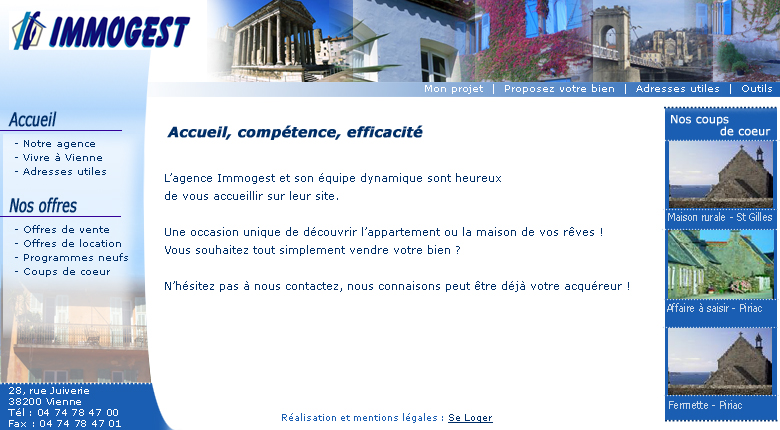 IMMOGEST
Mon projet | Proposez votre bien | Adresses utiles | Outils
Accueil
- Notre agence
- Vivre à Vienne
- Adresses utiles
Nos offres
- Offres de vente
- Offres de location
- Programmes neufs
- Coups de coeur
28, rue Juiverie
38200 Vienne
Tél : 04 74 78 47 00
Fax : 04 74 78 47 01
Accueil, compétence, efficacité
L'agence Immogest et son équipe dynamique sont heureux
de vous accueillir sur leur site.
Une occasion unique de découvrir l'appartement ou la maison de vos rêves !
Vous souhaitez tout simplement vendre votre bien ?
N'hésitez pas à nous contactez, nous connaisons peut être déjà votre acquéreur !
Réalisation et mentions légales : Se Loger
Nos coups
de coeur
Maison rurale - St Gilles
Affaire à saisir - Piriac
Fermette - Piriac